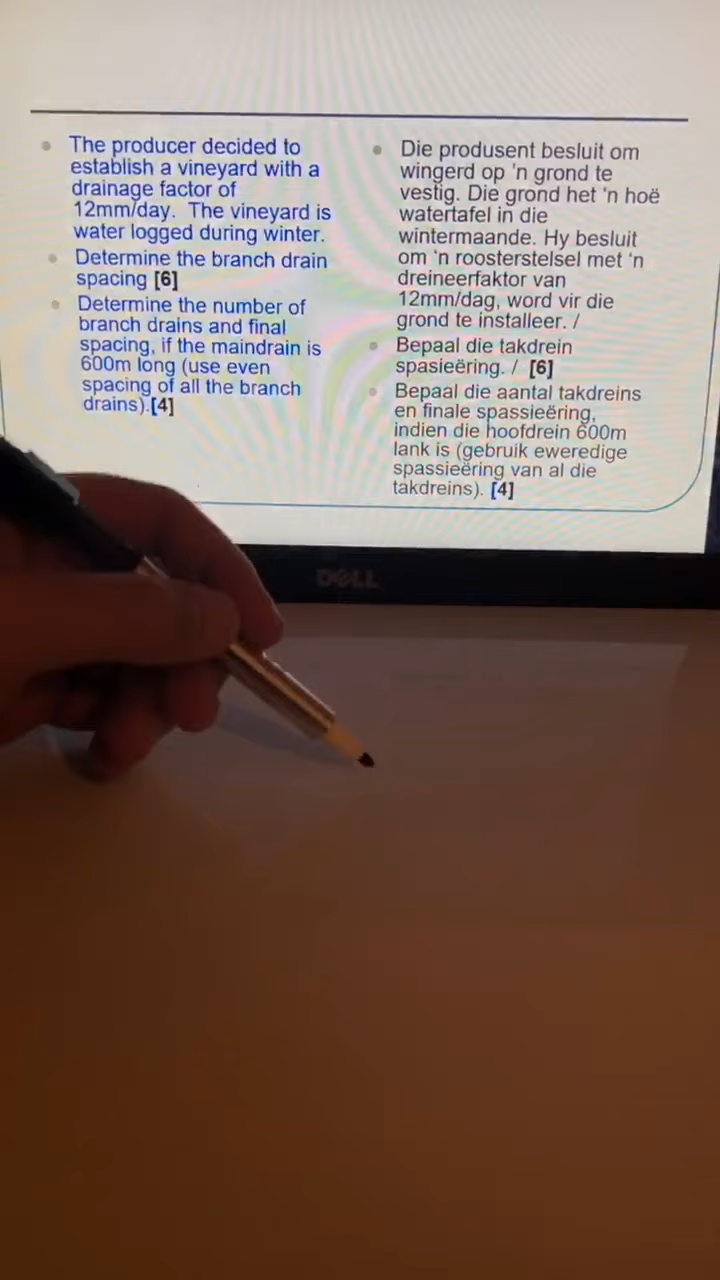 The producer decided to
establish a vineyard with a
drainage factor of
12mm/day.  The vineyard is
water logged during winter.
Determine the branch drain
spacing [6]
Determine the number of
branch drains and final
spacing, if the maindrain is
600m long (use even
spacing of all the branch
drains).[4]
Die produsent besluit om
wingerd op 'n grond te
vestig. Die grond het 'n hoë
watertafel in die
wintermaande. Hy besluit
om 'n roosterstelsel met 'n
dreineerfaktor van
12mm/dag, word vir die
grond te installeer. /
Bepaal die takdrein
spasieëring. /  [6]
Bepaal die aantal takdreins
en finale spassieëring,
indien die hoofdrein 600m
lank is (gebruik eweredige
spassieëring van al die
takdreins). [4]
DELL